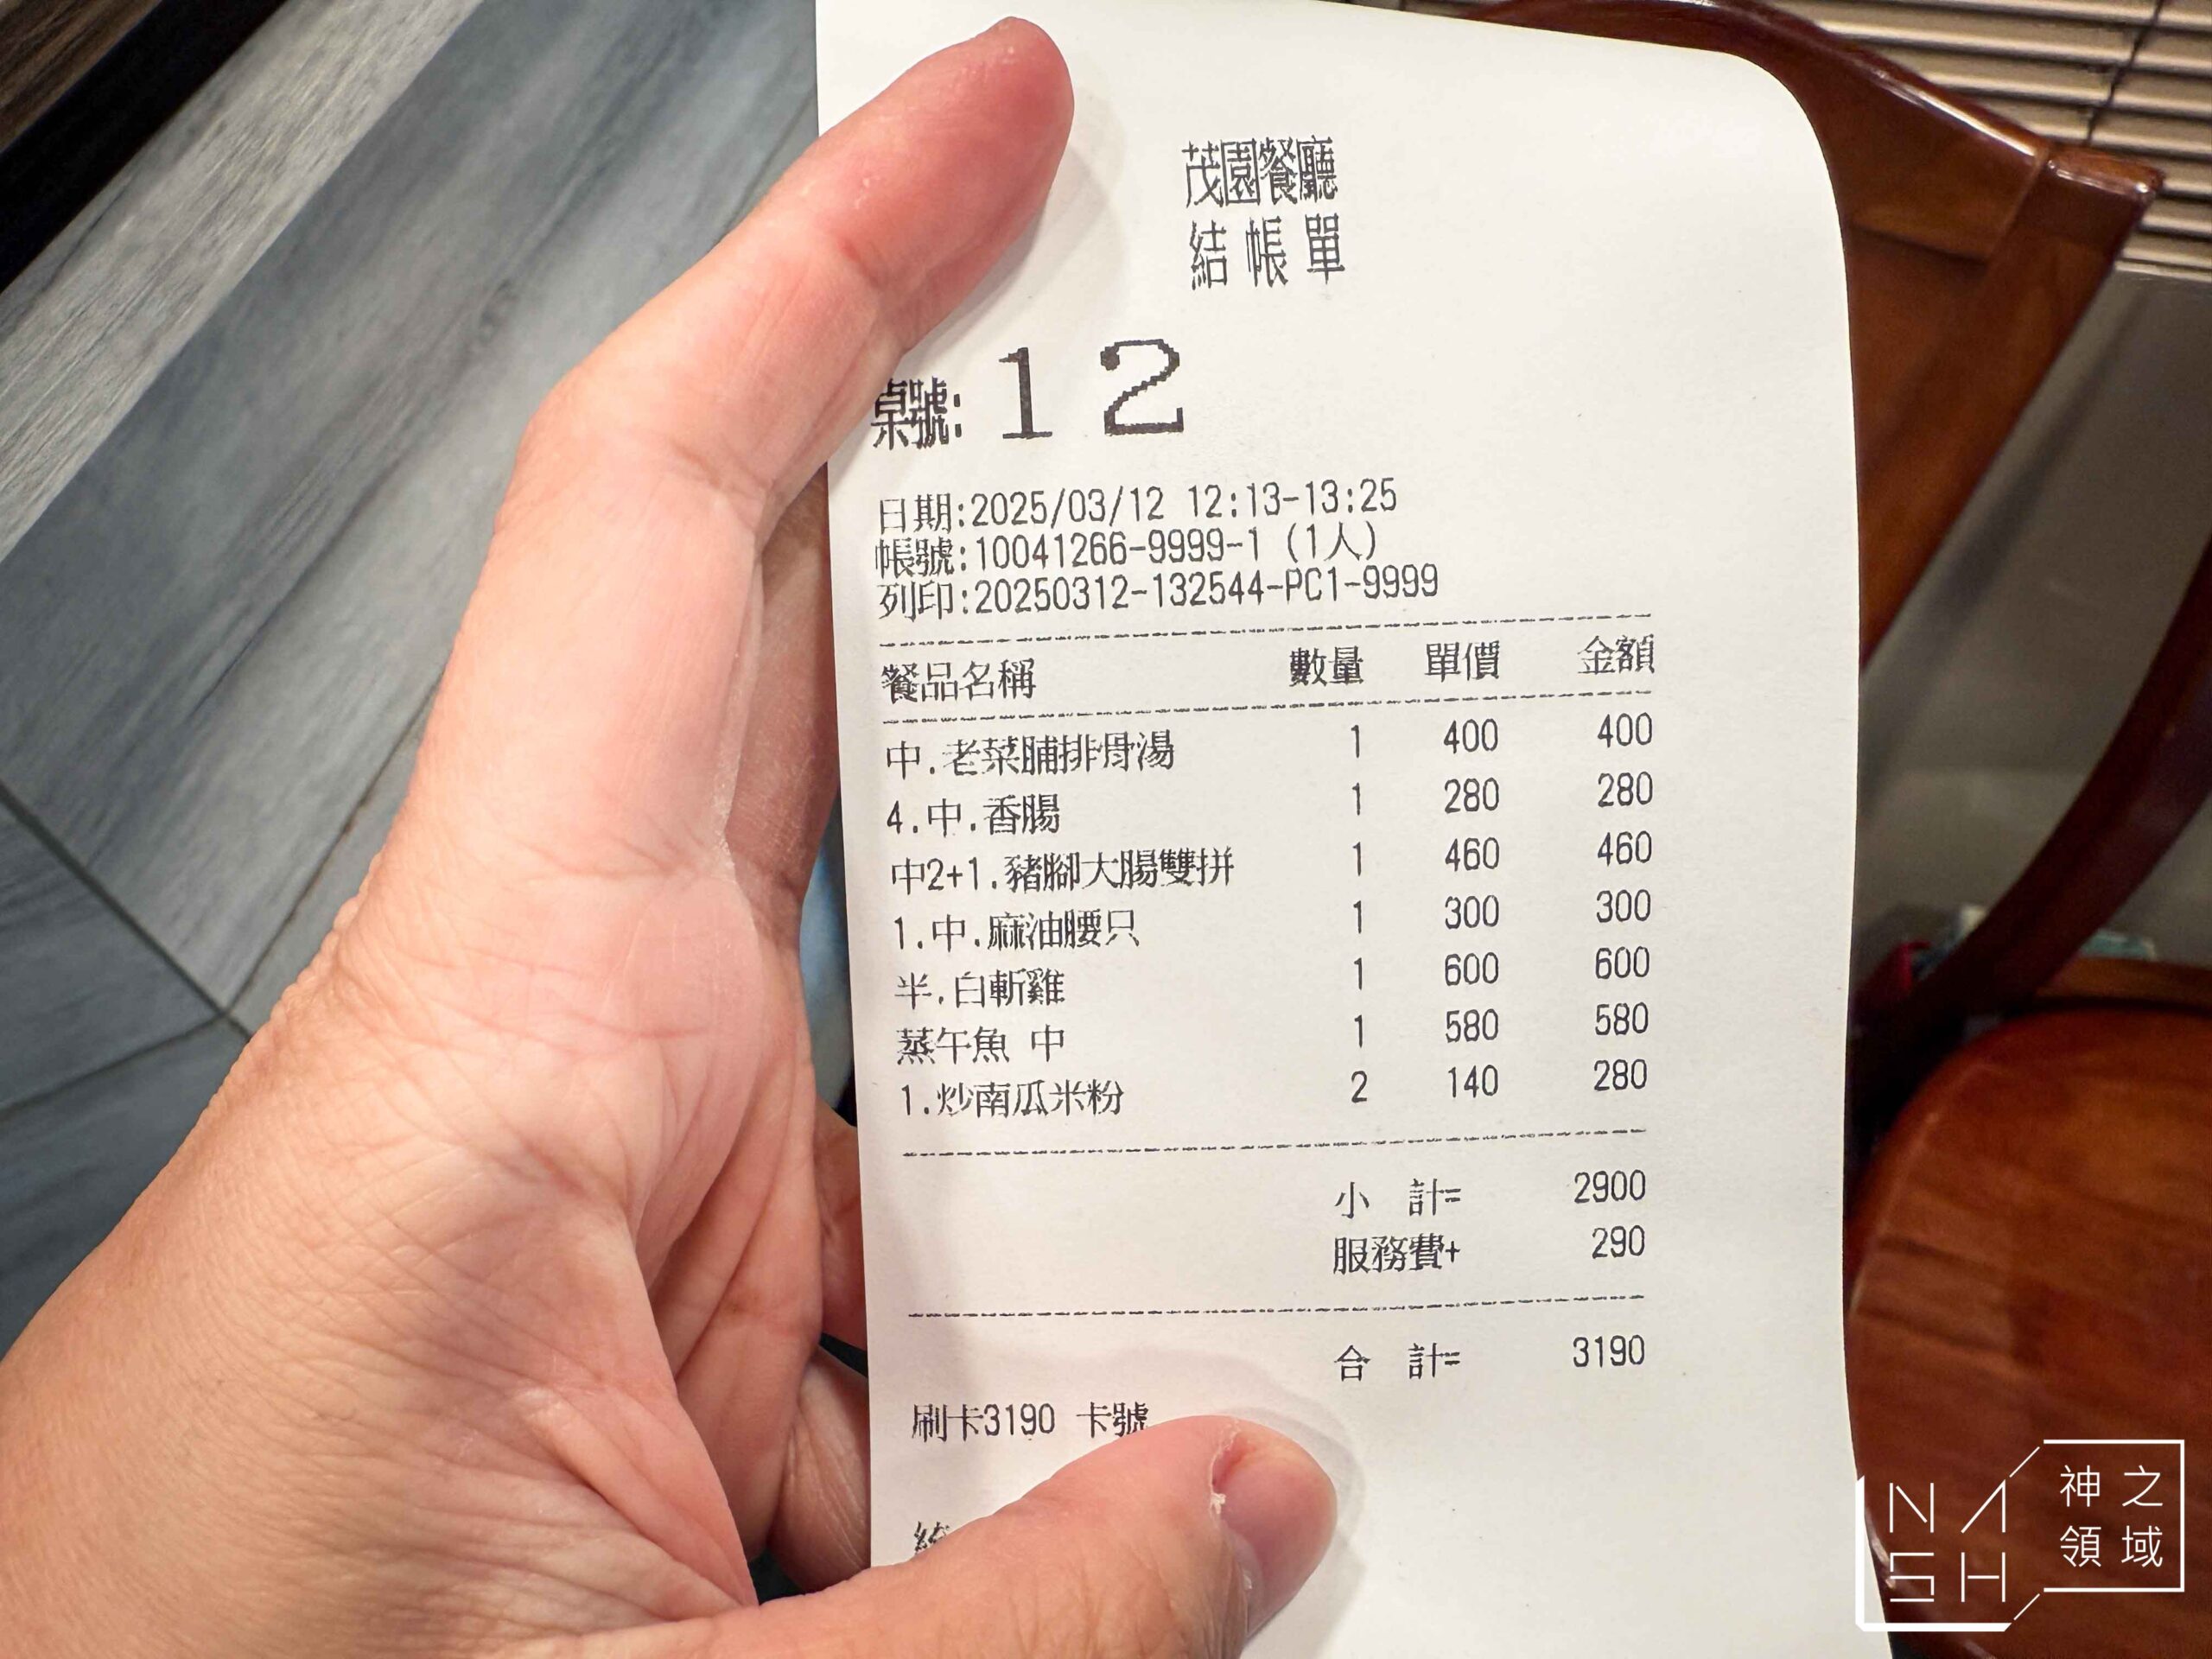 茂園餐廳
結帳單
桌號:12
日期:2025/03/12 12:13-13:25
帳號:10041266-9999-1 (1人)
列印:20250312-132544-PC1-9999
餐品名稱 數量 單價 金額
中.老菜脯排骨湯 1 400 400
4.中.香腸 1 280 280
中2+1.豬腳大腸雙拼 1 460 460
1.中.麻油腰只 1 300 300
半.白斬雞 1 600 600
蒸午魚 中 1 580 580
1.炒南瓜米粉 2 140 280
小 計= 2900
服務費+ 290
合 計= 3190
刷卡3190 卡號
NASH
神之
領域